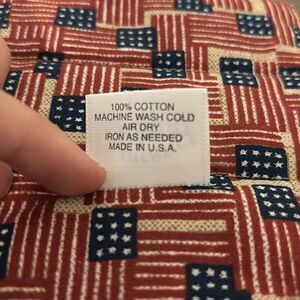 100% COTTON
MACHINE WASH COLD
AIR DRY
IRON AS NEEDED
MADE IN U.S.A.